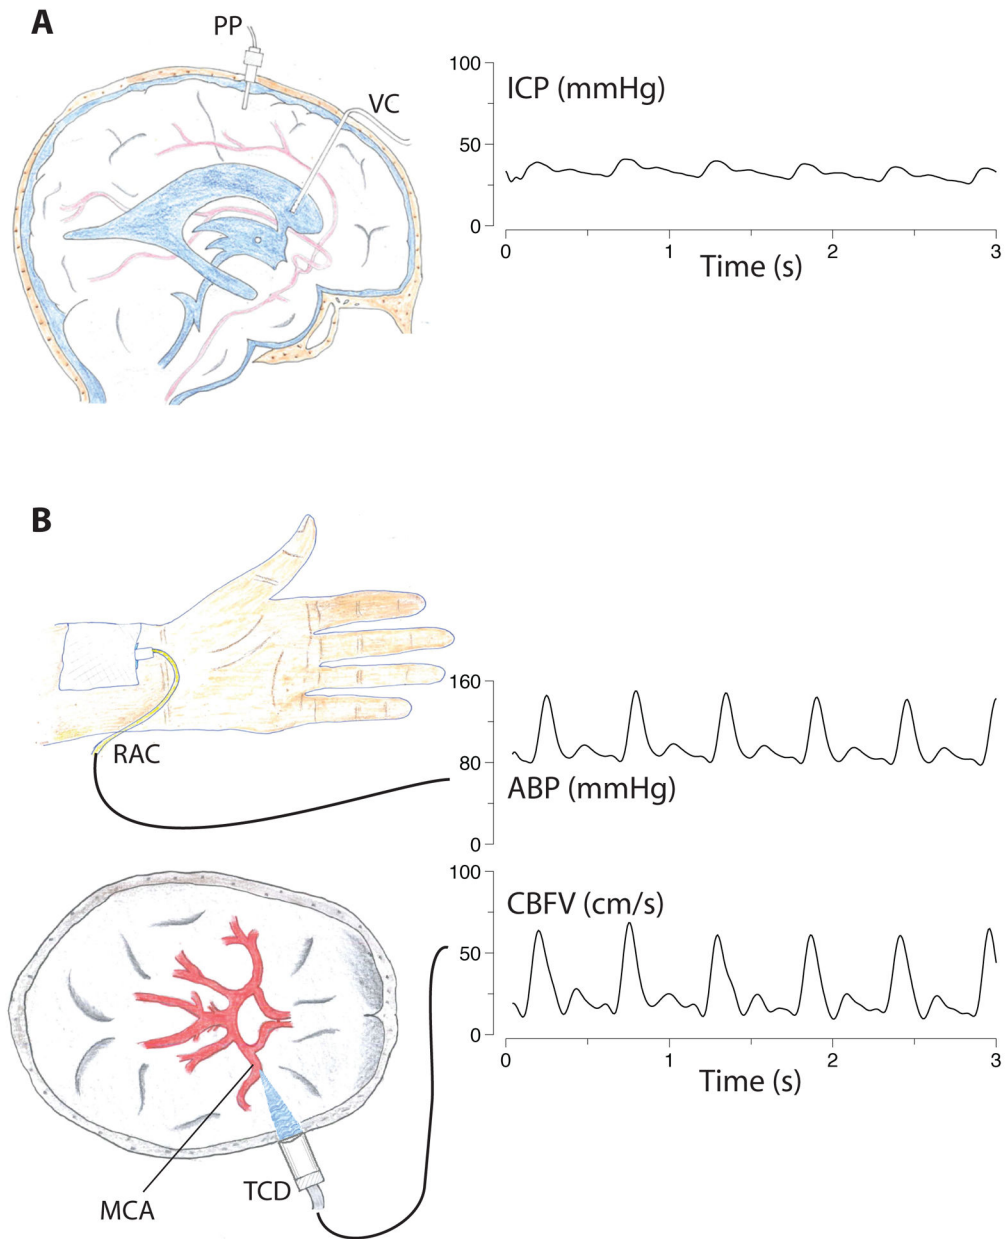 A
PP
VC
100
ICP (mmHg)
50
0
0
1
2
3
Time (s)
B
RAC
160
80
ABP (mmHg)
0
100
CBFV (cm/s)
50
0
0
1
2
3
Time (s)
TCD
MCA